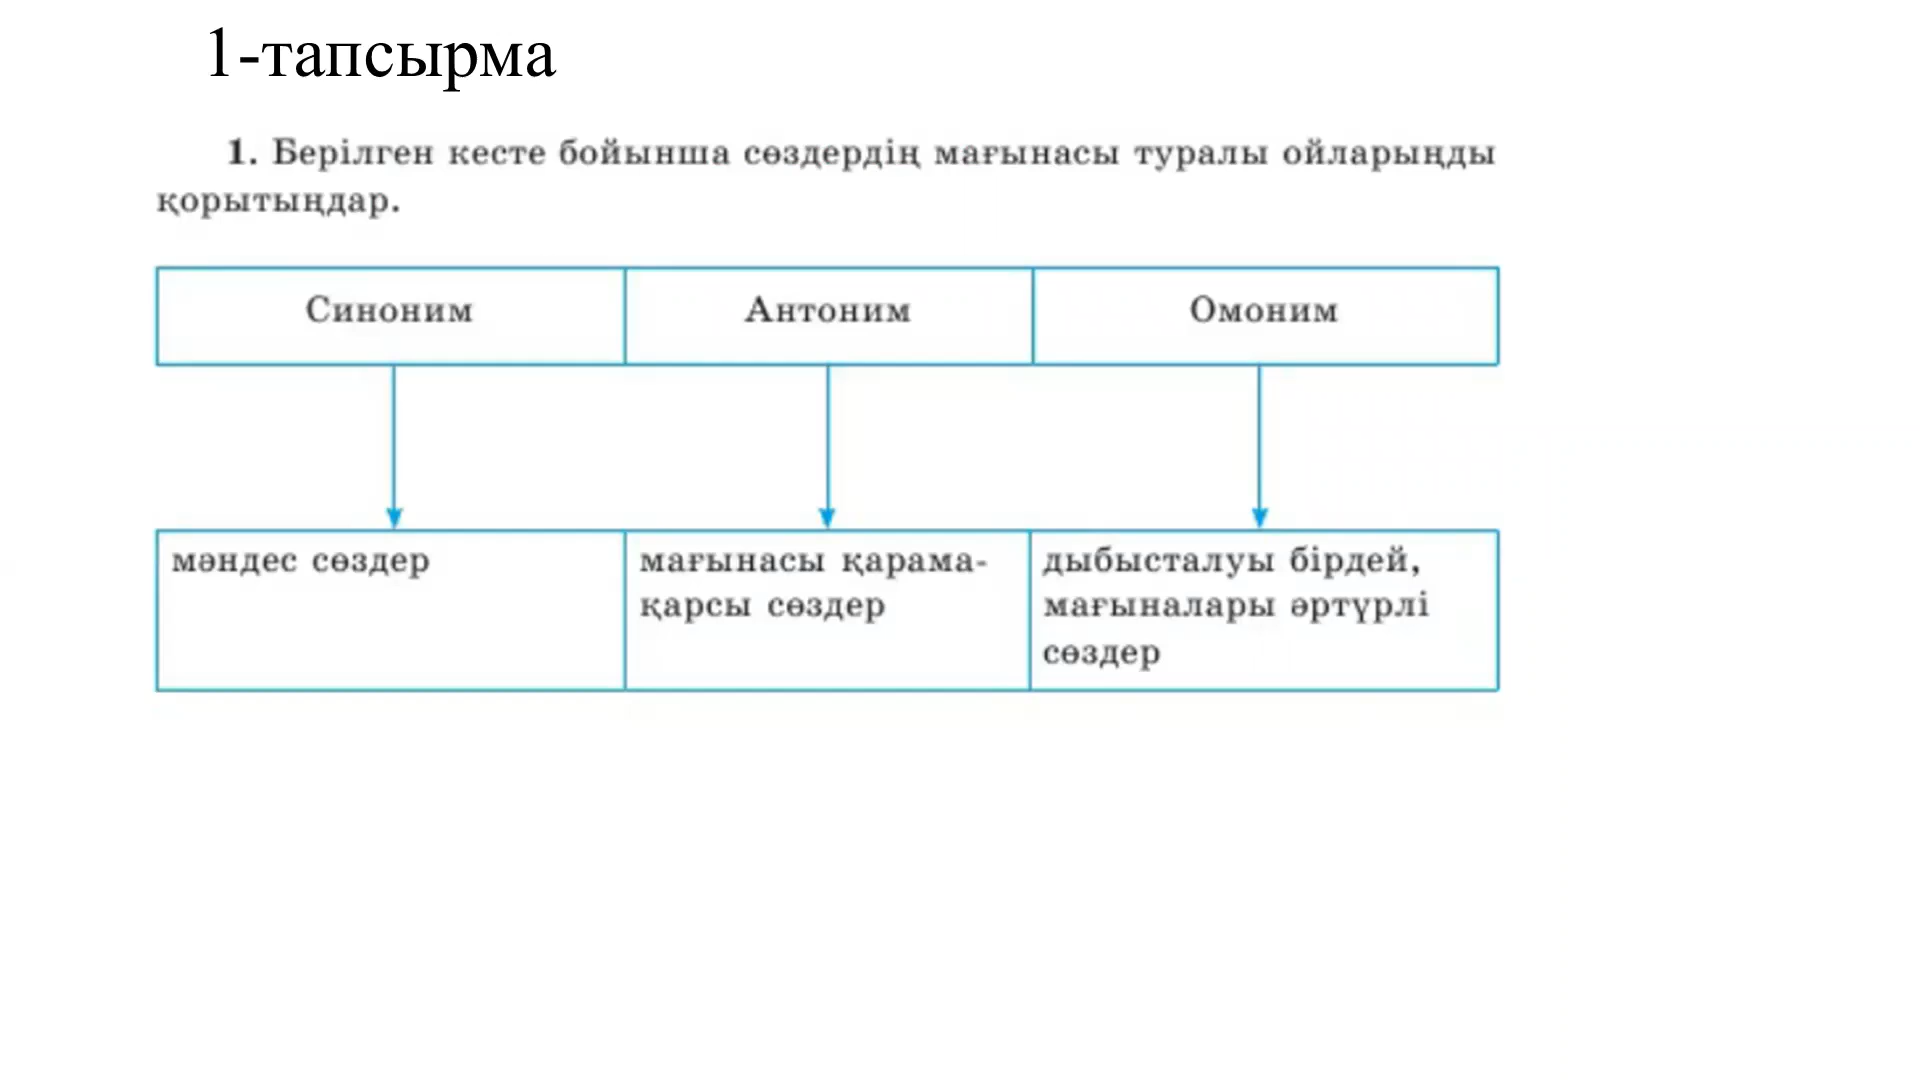 1-тапсырма
1. Берілген кесте бойынша сөздердің мағынасы туралы ойларыңды
қорытыңдар.
Синоним
Антоним
Омоним
мәндес сөздер
мағынасы қарама-
қарсы сөздер
дыбысталуы бірдей,
мағыналары әртүрлі
сөздер